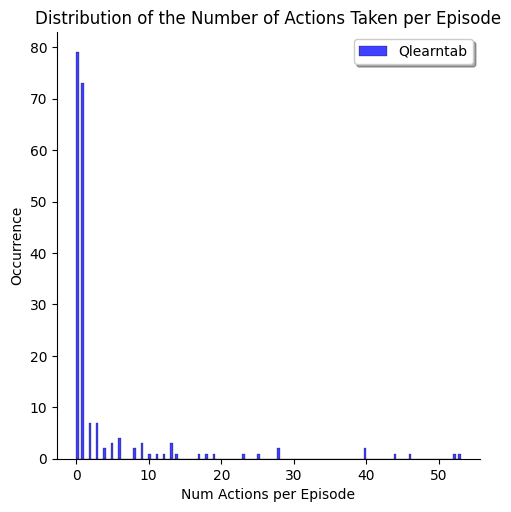 Distribution of the Number of Actions Taken per Episode
Qlearntab
80
70
60
50
40
30
20
10
0
Occurrence
0 10 20 30 40 50
Num Actions per Episode